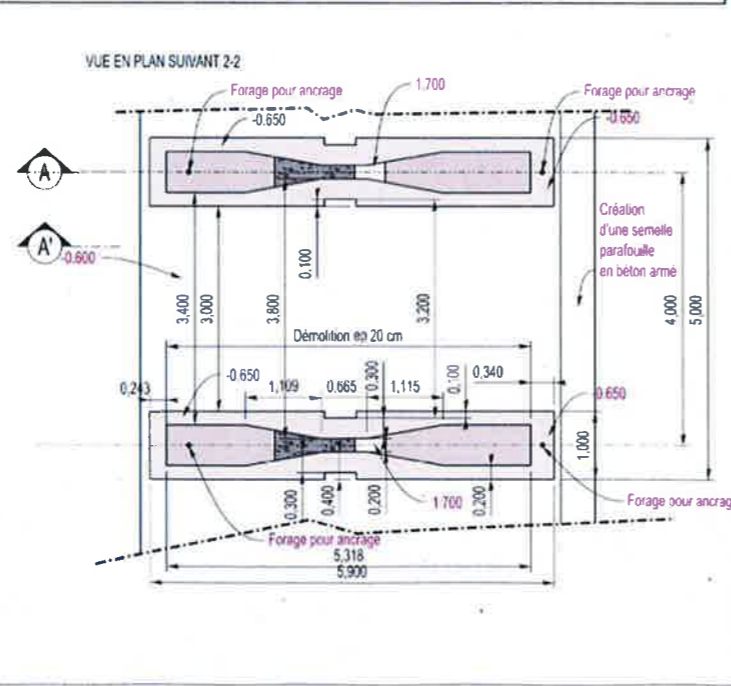 VUE EN PLAN SUIVANT 2-2
Forage pour ancrage
1,700
Forage pour ancrage
-0.650
-0.650
A
A'
-0.600
Création
d'une semelle
parafouille
en béton armé
0.100
3,400
3,000
3,800
3.200
4,000
5,000
Démolition ep 20 cm
0,243
-0.650
1,109
0,665
0.300
1,115
0,100
0,340
0.650
1,000
0.300
0,400
0,200
1.700
0,200
Forage pour ancrag
Forage pour ancrage
5,318
5,900